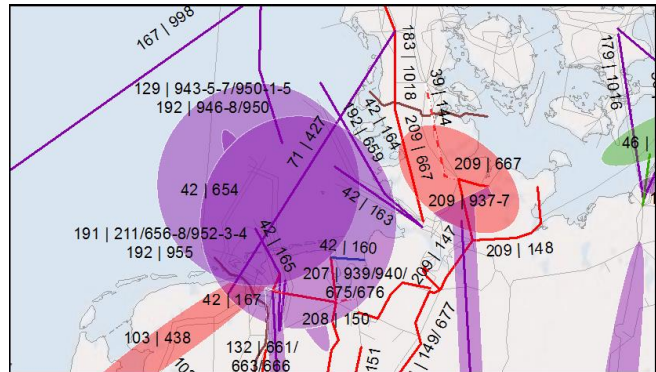 167 | 998
183 | 1018
179 | 1016
39 | 144
129 | 943-5-7/950-1-5
192 | 946-8/950
42 | 164
192 | 659
209 | 667
71 | 427
46 |
209 | 667
42 | 654
42 | 163
209 | 937-7
191 | 211/656-8/952-3-4
192 | 955
42 | 165
42 | 160
209 | 147
209 | 148
207 | 939/940/
675/676
42 | 167
208 | 150
103 | 438
132 | 661/
663/666
151
149/ 677